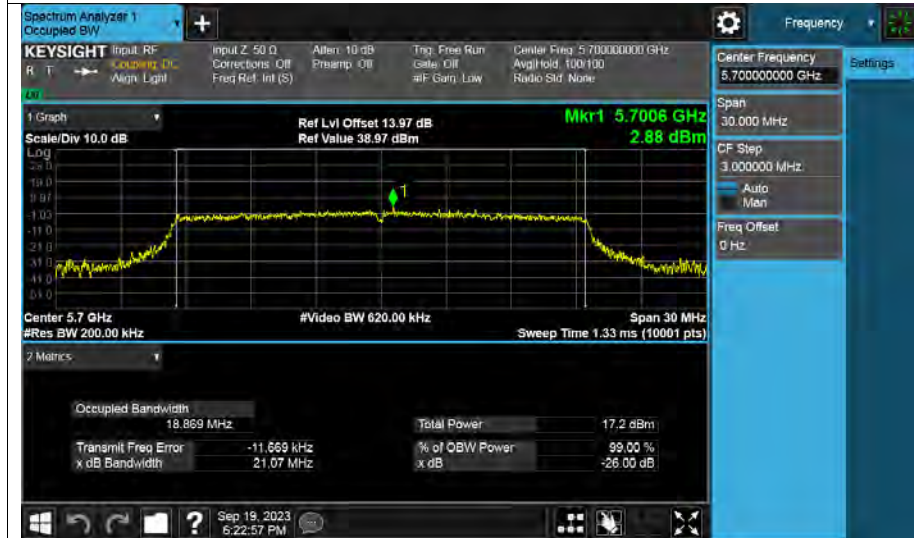 Spectrum Analyzer 1
Occupied BW
+
Frequency
KEYSIGHT Input: RF
R T Coupling: DC
Align: Light
Input Z: 50 Ω
Corrections: Off
Freq Ref: Int (S)
Atten: 10 dB
Preamp: Off
Trig: Free Run
Gate: Off
#IF Gain: Low
Center Freq: 5.700000000 GHz
Avg|Hold: 100/100
Radio Std: None
Center Frequency
5.700000000 GHz
Settings
Span
30.000 MHz
CF Step
3.000000 MHz
Auto
Man
Freq Offset
0 Hz
1 Graph
Scale/Div 10.0 dB
Ref Lvl Offset 13.97 dB
Ref Value 38.97 dBm
Mkr1 5.7006 GHz
2.88 dBm
Log
-1.03
-11.0
-21.0
1
Center 5.7 GHz
#Res BW 200.00 kHz
#Video BW 620.00 kHz
Span 30 MHz
Sweep Time 1.33 ms (10001 pts)
2 Metrics
Occupied Bandwidth
18.869 MHz
Transmit Freq Error -11.669 kHz
x dB Bandwidth 21.07 MHz
Total Power 17.2 dBm
% of OBW Power 99.00 %
x dB -26.00 dB
?
Sep 19, 2023
6:22:57 PM